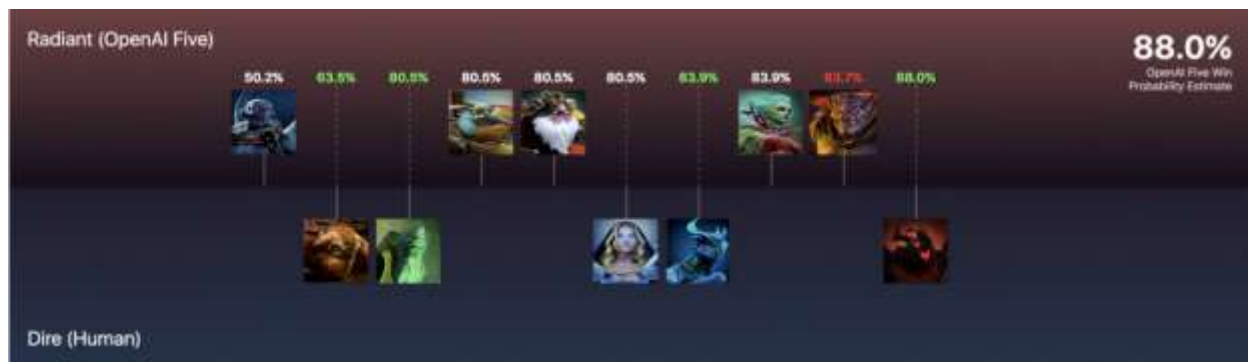 Radiant (OpenAI Five)
88.0%
OpenAI Five Win
Probability Estimate
50.2% 63.5% 80.5% 80.5% 80.5% 80.5% 83.9% 83.9% 83.7% 88.0%
Dire (Human)